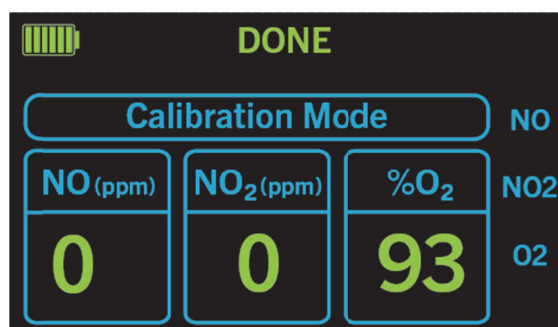 DONE
Calibration Mode
NO
NO (ppm) NO₂ (ppm) %O₂
NO2
0 0 93
O2